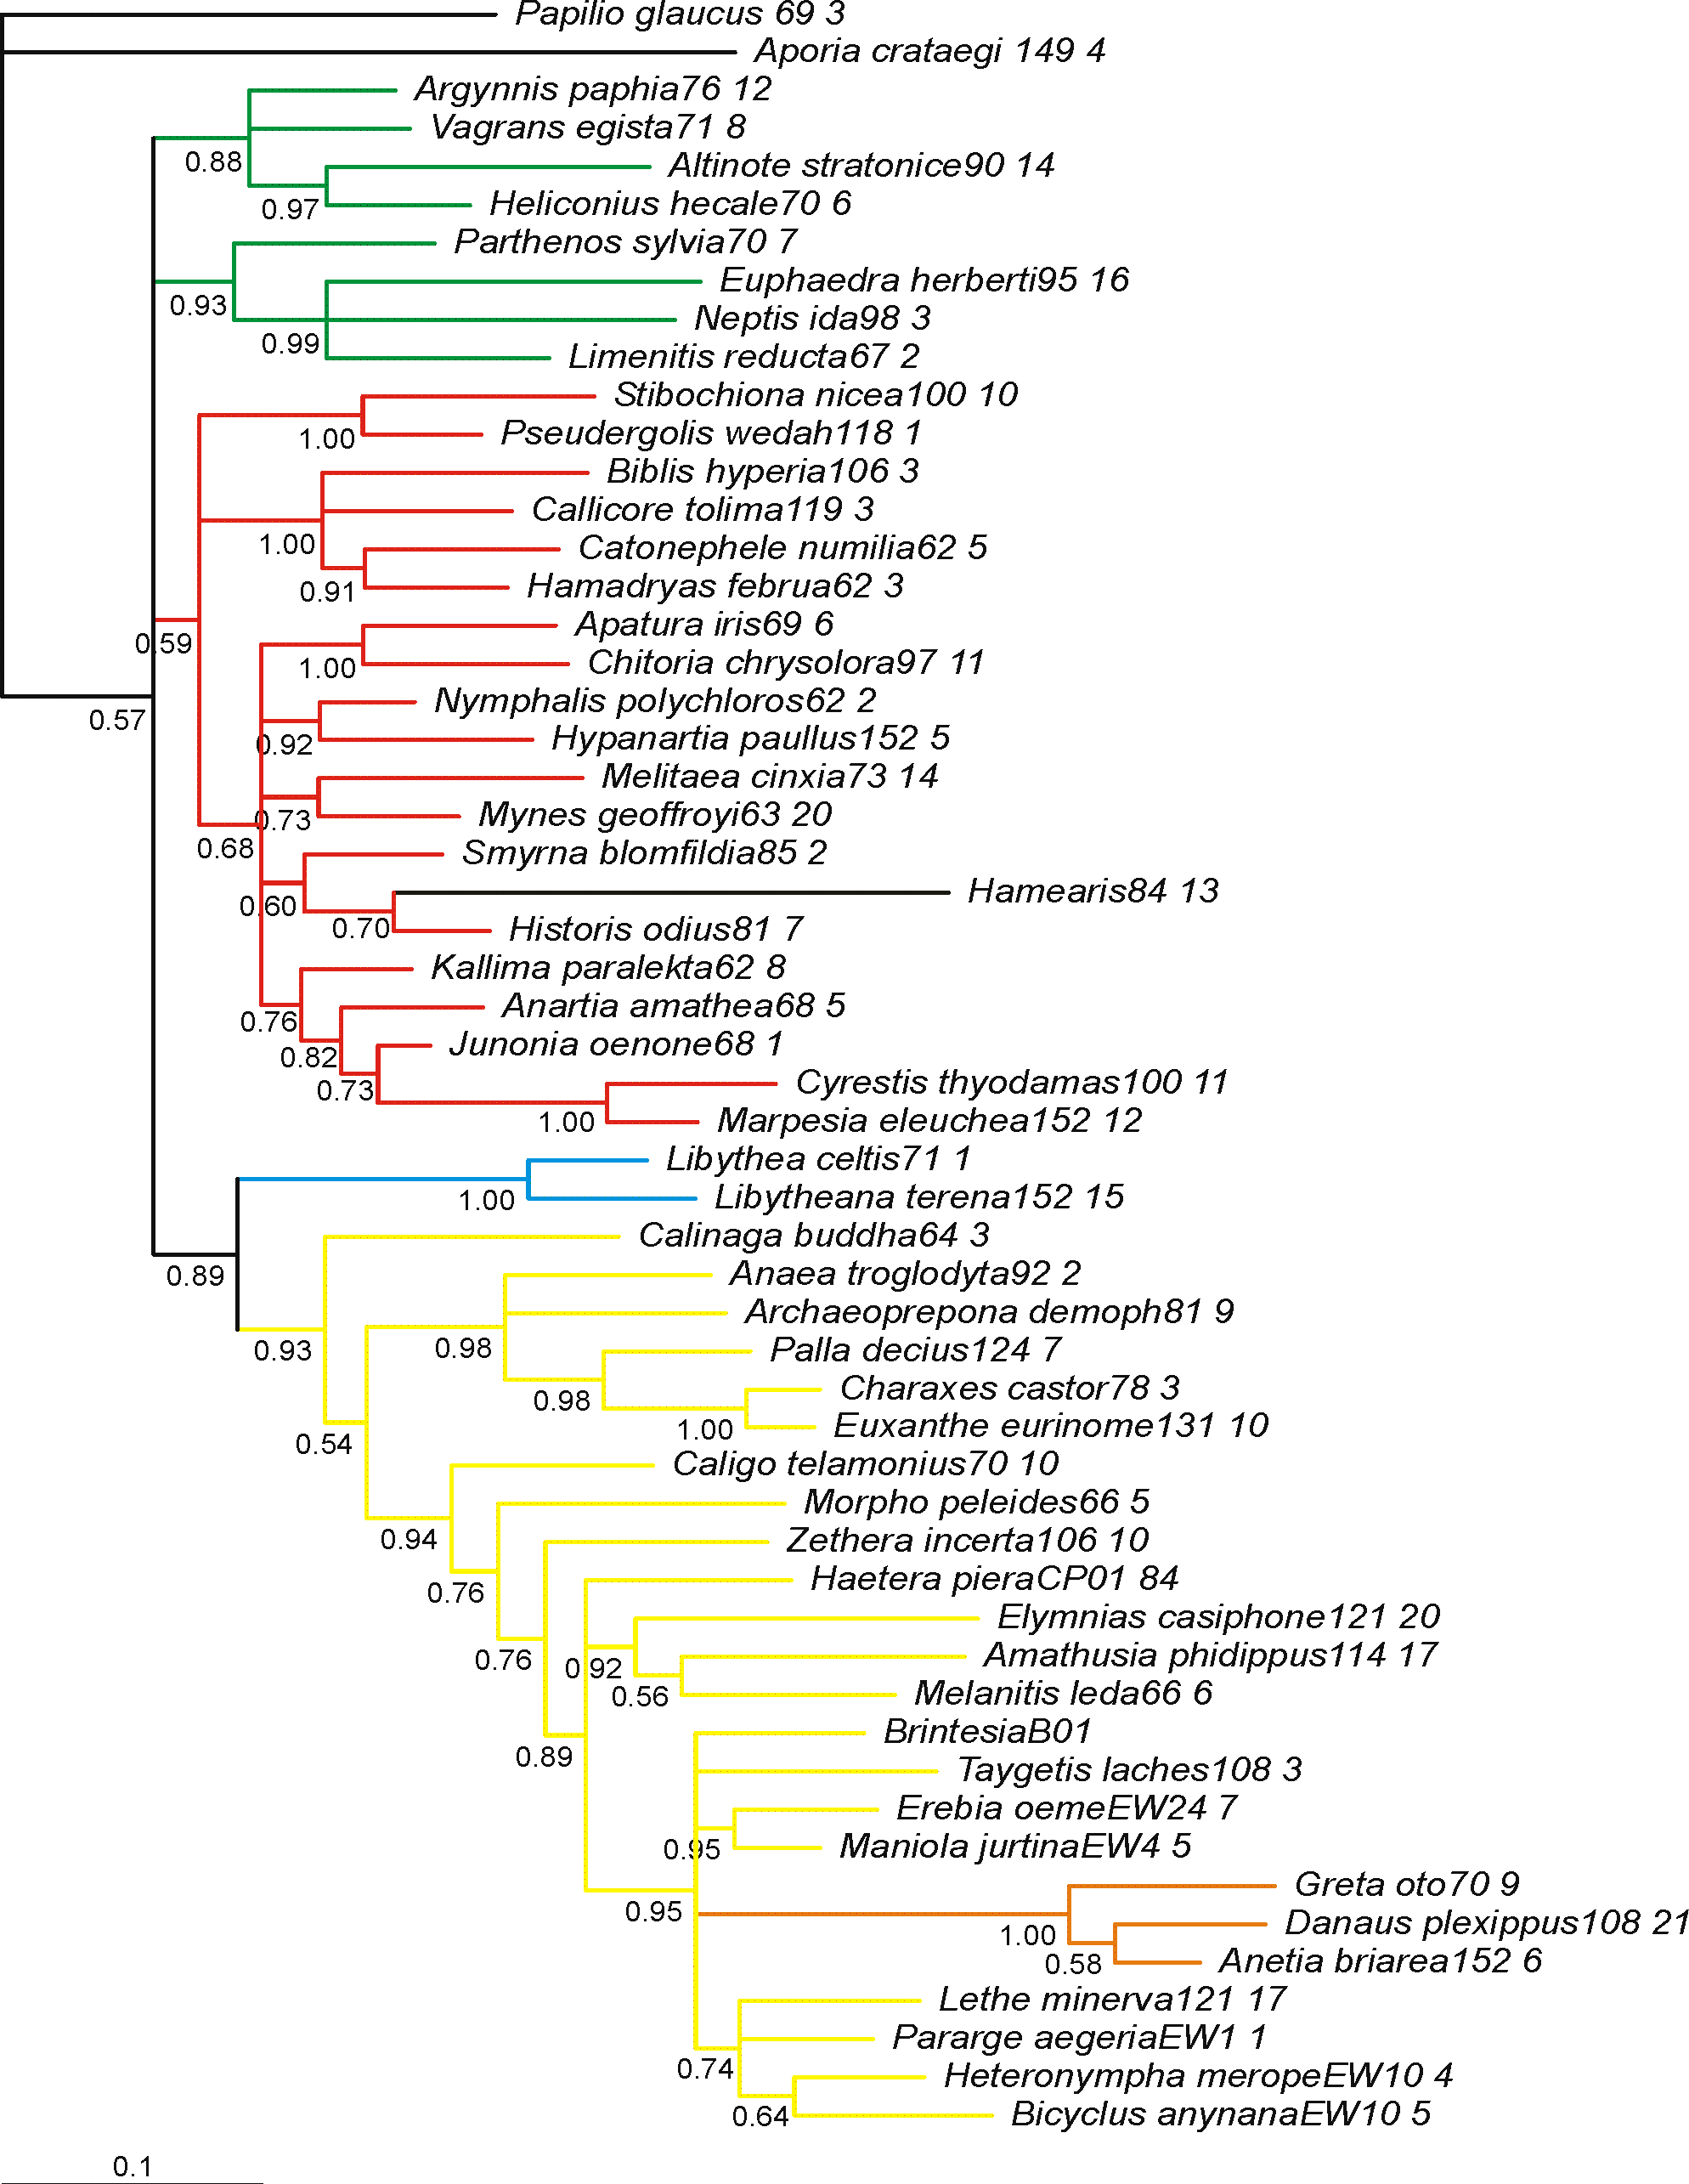 Papilio glaucus 69 3
Aporia crataegi 149 4
Argynnis paphia76 12
Vagrans egista71 8
0.88
Altinote stratonice90 14
Heliconius hecale70 6
0.97
Parthenos sylvia70 7
Euphaedra herberti95 16
0.93
Neptis ida98 3
0.99
Limenitis reducta67 2
Stibochiona nicea100 10
Pseudergolis wedah118 1
1.00
Biblis hyperia106 3
Callicore tolima119 3
1.00
Catonephele numilia62 5
Hamadryas februa62 3
0.91
Apatura iris69 6
0.59
Chitoria chrysolora97 11
1.00
Nymphalis polychloros62 2
0.57
Hypanartia paullus152 5
0.92
Melitaea cinxia73 14
Mynes geoffroyi63 20
0.73
0.68
Smyrna blomfildia85 2
Hamearis84 13
0.60
0.70
Historis odius81 7
Kallima paralekta62 8
Anartia amathea68 5
0.76
Junonia oenone68 1
0.82
Cyrestis thyodamas100 11
0.73
Marpesia eleuchea152 12
1.00
Libythea celtis71 1
Libytheana terena152 15
1.00
Calinaga buddha64 3
0.89
Anaea troglodyta92 2
Archaeoprepona demoph81 9
0.93
0.98
Palla decius124 7
Charaxes castor78 3
0.98
Euxanthe eurinome131 10
1.00
0.54
Caligo telamonius70 10
Morpho peleides66 5
0.94
Zethera incerta106 10
Haetera pieraCP01 84
0.76
Elymnias casiphone121 20
0.76
0.92
Amathusia phidippus114 17
0.56
Melanitis leda66 6
BrintesiaB01
0.89
Taygetis laches108 3
Erebia oemeEW24 7
0.95
Maniola jurtinaEW4 5
Greta oto70 9
0.95
Danaus plexippus108 21
1.00
0.58
Anetia briarea152 6
Lethe minerva121 17
Pararge aegeriaEW1 1
0.74
Heteronympha meropeEW10 4
0.64
Bicyclus anynanaEW10 5
0.1